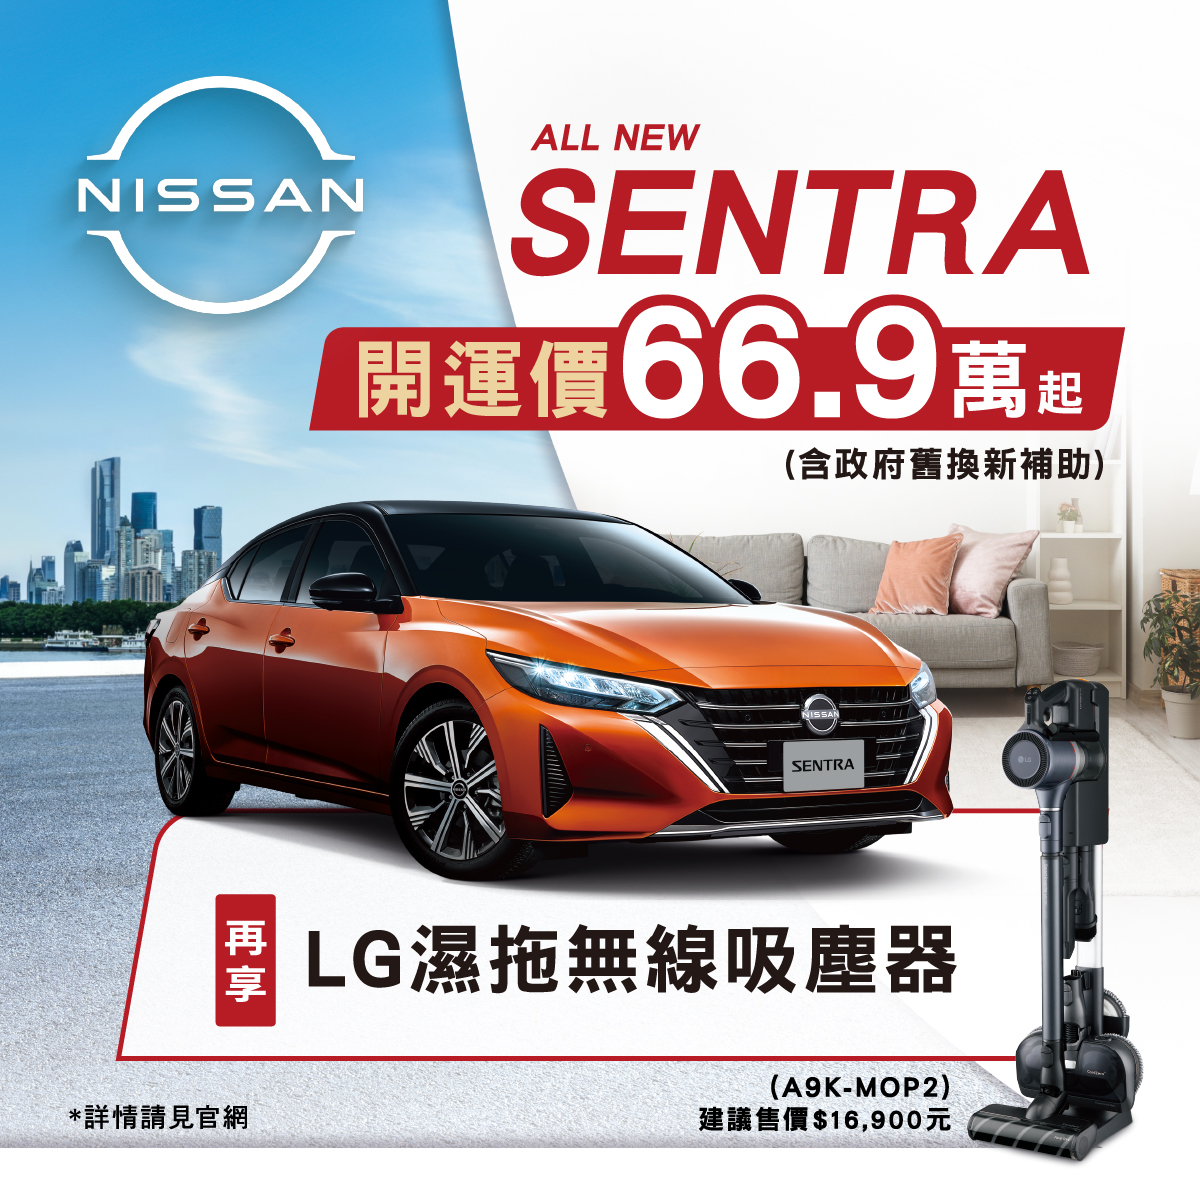 NISSAN
ALL NEW
SENTRA
開運價66.9萬起
(含政府舊換新補助)
NISSAN
SENTRA
LG
再享
LG濕拖無線吸塵器
(A9K-MOP2)
建議售價$16,900元
*詳情請見官網